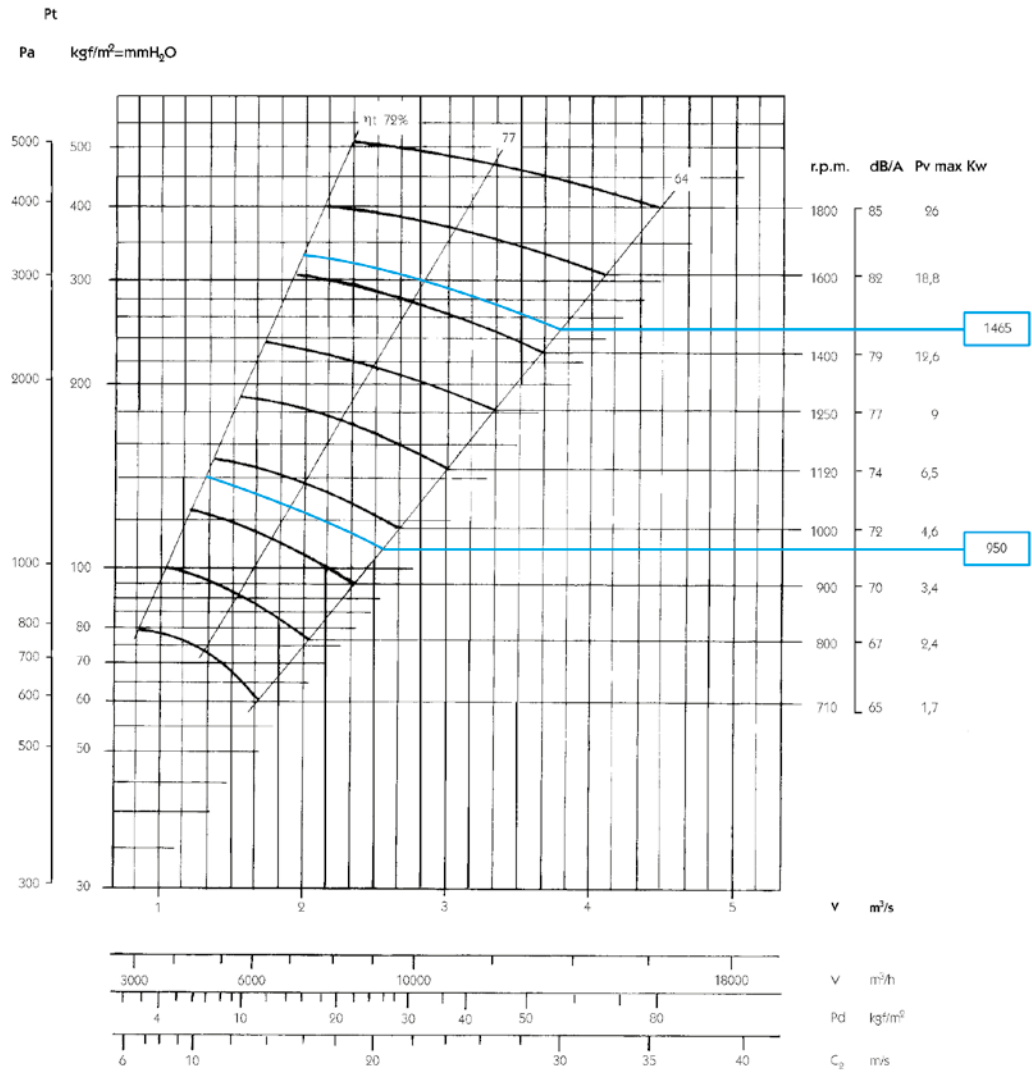 Pt
Pa kgf/m²=mmH₂O
ηt 72%
77
64
5000 500
4000 400
3000 300
2000 200
1000 100
800 80
700 70
600 60
500 50
300 30
r.p.m. dB/A Pv max Kw
1800 85 26
1600 82 18,8
1465
1400 79 12,6
1250 77 9
1120 74 6,5
1000 72 4,6
950
900 70 3,4
800 67 2,4
710 65 1,7
1 2 3 4 5 V m³/s
3000 6000 10000 18000 V m³/h
4 10 20 30 40 50 80 Pd kgf/m²
6 10 20 30 35 40 C₂ m/s